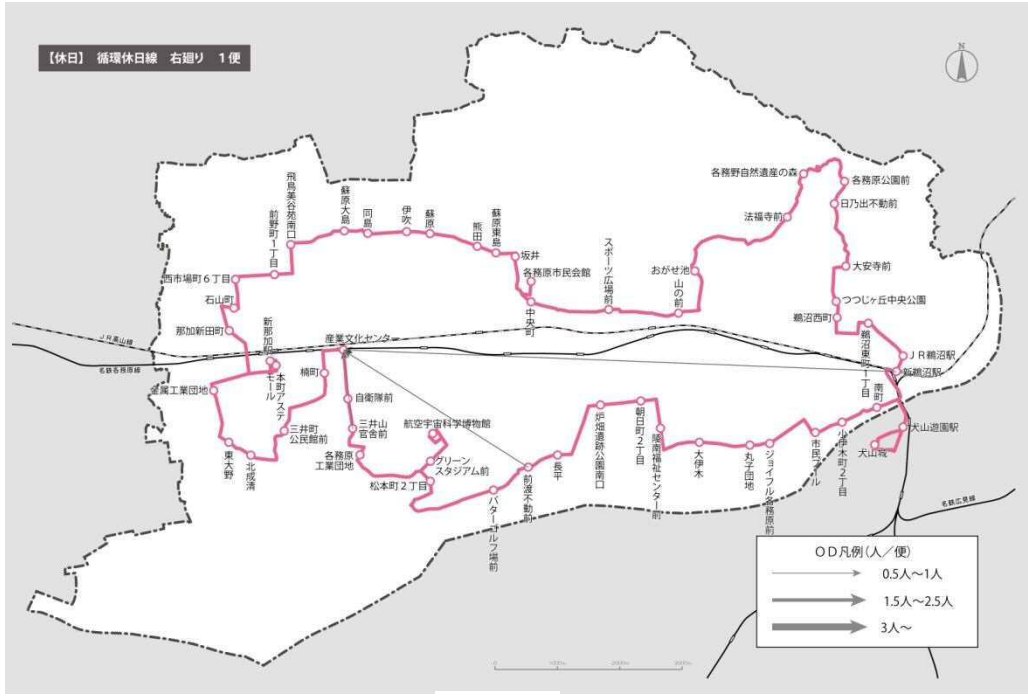 【休日】 循環休日線 右廻り 1便
N
各務野自然遺産の森
各務原公園前
日乃出不動前
法福寺前
大安寺前
つつじヶ丘中央公園
鵜沼西町
鵜沼東町1丁目
JR鵜沼駅
新鵜沼駅
南町
犬山遊園駅
犬山城
おがせ池
山の前
スポーツ広場前
中央町
各務原市民会館
坂井
蘇原東島
熊田
蘇原
伊吹
同島
蘇原大島
飛鳥美谷苑南口
前野町1丁目
西市場町6丁目
石山町
那加新田町
新那加駅
本町アステモール
産業文化センター
楠町
金属工業団地
東大野
北成清
三井町
公民館前
自衛隊前
三井山
官舎前
各務原
工業団地
航空宇宙科学博物館
グリーン
スタジアム前
松本町2丁目
バターゴルフ場前
前渡不動前
長平
炉畑遺跡公園南口
朝日町2丁目
陵南福祉センター前
大伊木
丸子団地
ジョイフル各務原前
市民プール
小伊木町2丁目
JR高山線
名鉄各務原線
名鉄広見線
OD凡例(人/便)
0.5人～1人
1.5人～2.5人
3人～
0
1000m
2000m
3000m